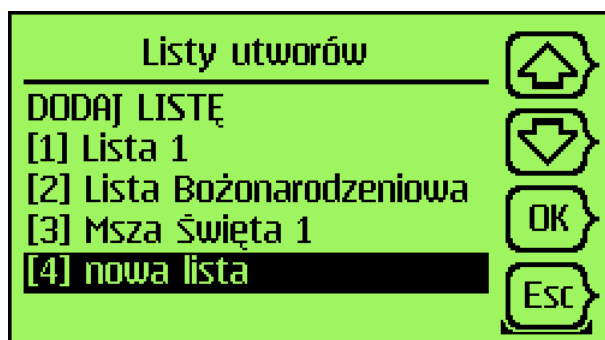 Listy utworów
DODAJ LISTĘ
[1] Lista 1
[2] Lista Bożonarodzeniowa
[3] Msza Święta 1
[4] nowa lista
OK
Esc